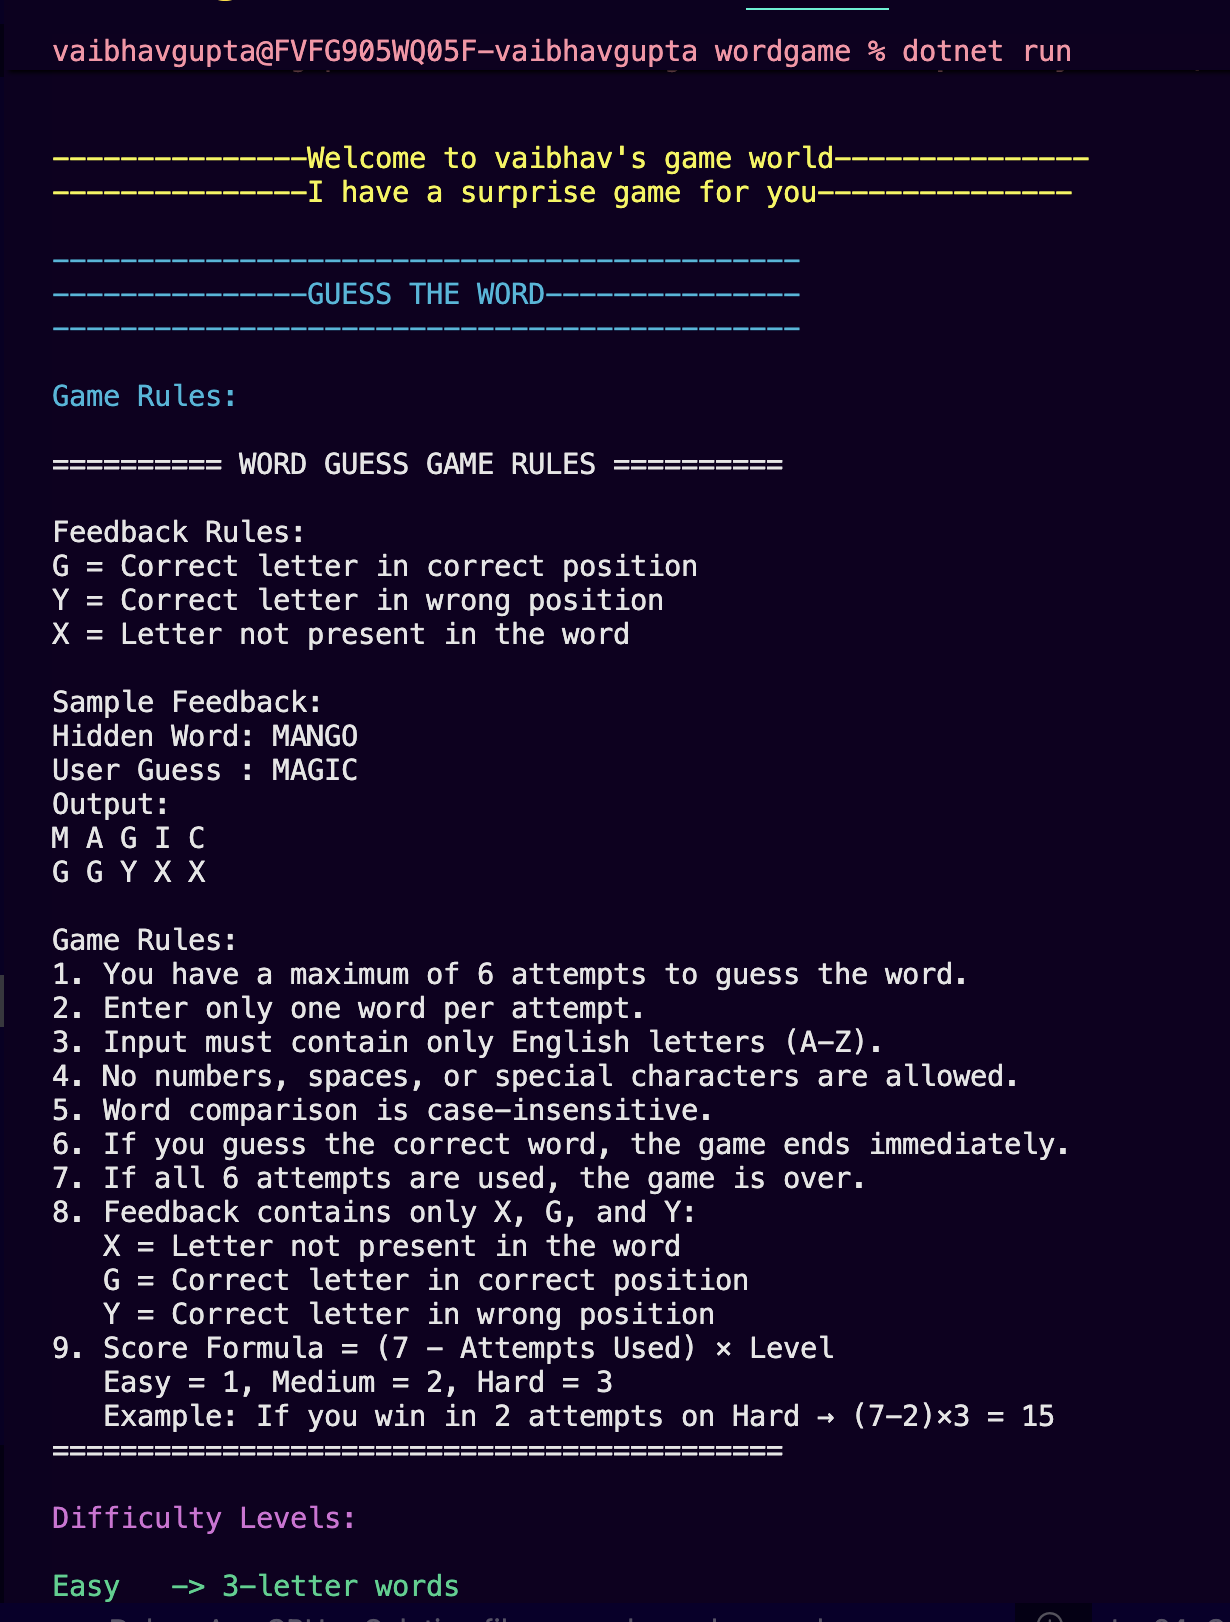 vaibhavgupta@FVFG905WQ05F-vaibhavgupta wordgame % dotnet run
---------------Welcome to vaibhav's game world---------------
---------------I have a surprise game for you---------------
--------------------------------------------
---------------GUESS THE WORD---------------
--------------------------------------------
Game Rules:
========== WORD GUESS GAME RULES ==========
Feedback Rules:
G = Correct letter in correct position
Y = Correct letter in wrong position
X = Letter not present in the word
Sample Feedback:
Hidden Word: MANGO
User Guess : MAGIC
Output:
M A G I C
G G Y X X
Game Rules:
1. You have a maximum of 6 attempts to guess the word.
2. Enter only one word per attempt.
3. Input must contain only English letters (A-Z).
4. No numbers, spaces, or special characters are allowed.
5. Word comparison is case-insensitive.
6. If you guess the correct word, the game ends immediately.
7. If all 6 attempts are used, the game is over.
8. Feedback contains only X, G, and Y:
X = Letter not present in the word
G = Correct letter in correct position
Y = Correct letter in wrong position
9. Score Formula = (7 - Attempts Used) × Level
Easy = 1, Medium = 2, Hard = 3
Example: If you win in 2 attempts on Hard → (7-2)×3 = 15
===========================================
Difficulty Levels:
Easy   -> 3-letter words